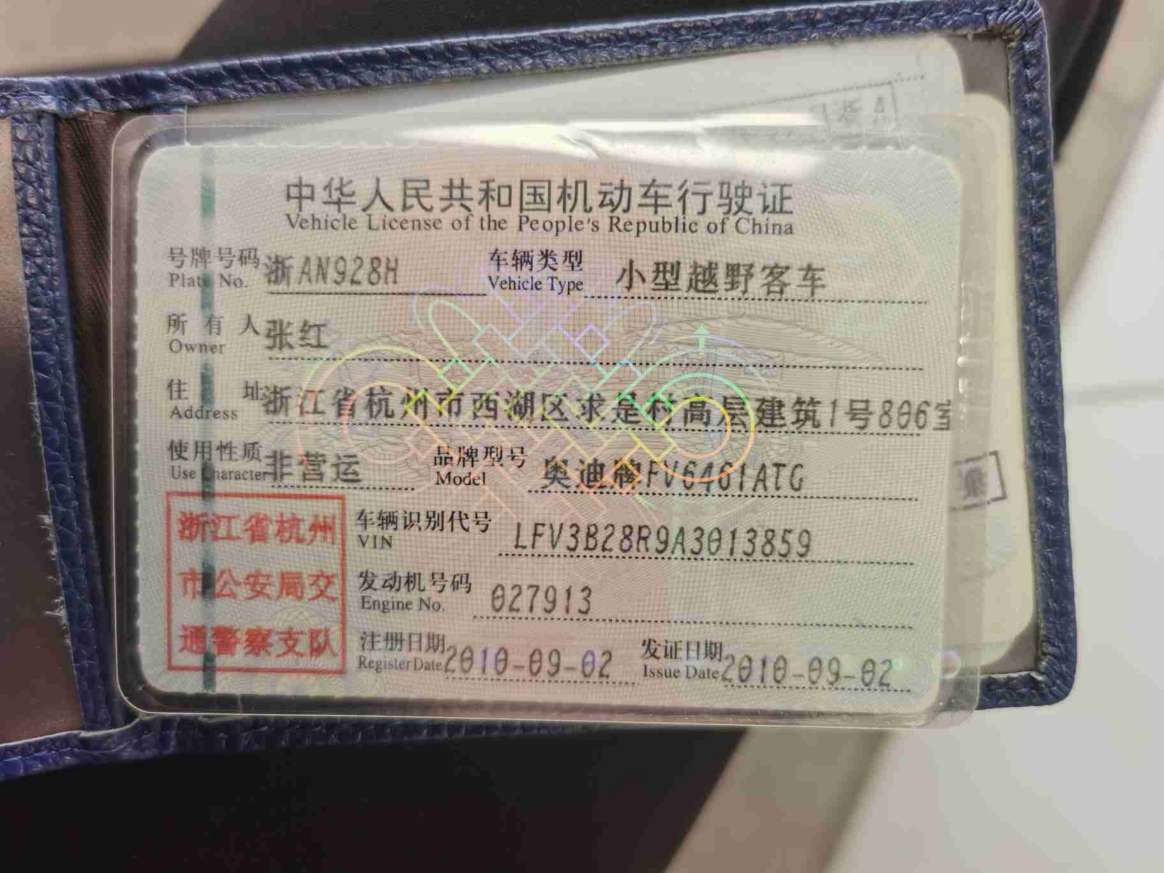 中华人民共和国机动车行驶证
Vehicle License of the People's Republic of China
号牌号码 浙AN928H 车辆类型 小型越野客车
Plate No. Vehicle Type
所有人 张红
Owner
住址 浙江省杭州市西湖区求是村高层建筑1号806室
Address
使用性质 非营运 品牌型号 奥迪牌FV6461ATG
Use Character Model
浙江省杭州
市公安局交
通警察支队
车辆识别代号 LFV3B28R9A3013859
VIN
发动机号码 027913
Engine No.
注册日期 2010-09-02 发证日期 2010-09-02
Register Date Issue Date